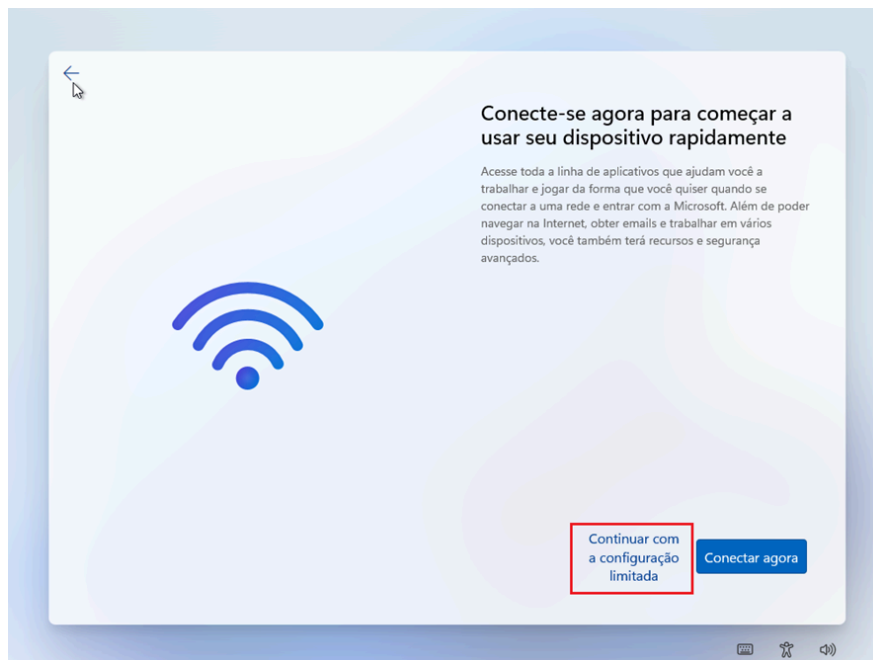 Conecte-se agora para começar a
usar seu dispositivo rapidamente
Acesse toda a linha de aplicativos que ajudam você a
trabalhar e jogar da forma que você quiser quando se
conectar a uma rede e entrar com a Microsoft. Além de poder
navegar na Internet, obter emails e trabalhar em vários
dispositivos, você também terá recursos e segurança
avançados.
Continuar com
a configuração
limitada
Conectar agora